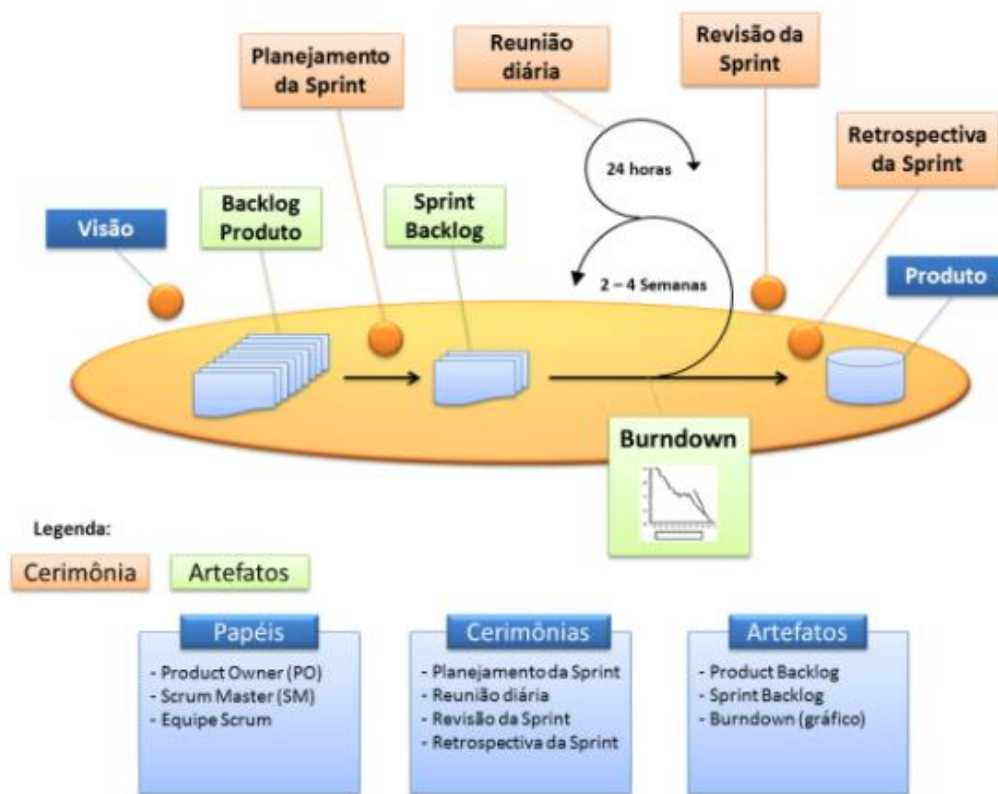 Planejamento
da Sprint
Reunião
diária
Revisão da
Sprint
Retrospectiva
da Sprint
24 horas
Visão
Backlog
Produto
Sprint
Backlog
2 – 4 Semanas
Produto
Burndown
Legenda:
Cerimônia
Artefatos
Papéis
- Product Owner (PO)
- Scrum Master (SM)
- Equipe Scrum
Cerimônias
- Planejamento da Sprint
- Reunião diária
- Revisão da Sprint
- Retrospectiva da Sprint
Artefatos
- Product Backlog
- Sprint Backlog
- Burndown (gráfico)